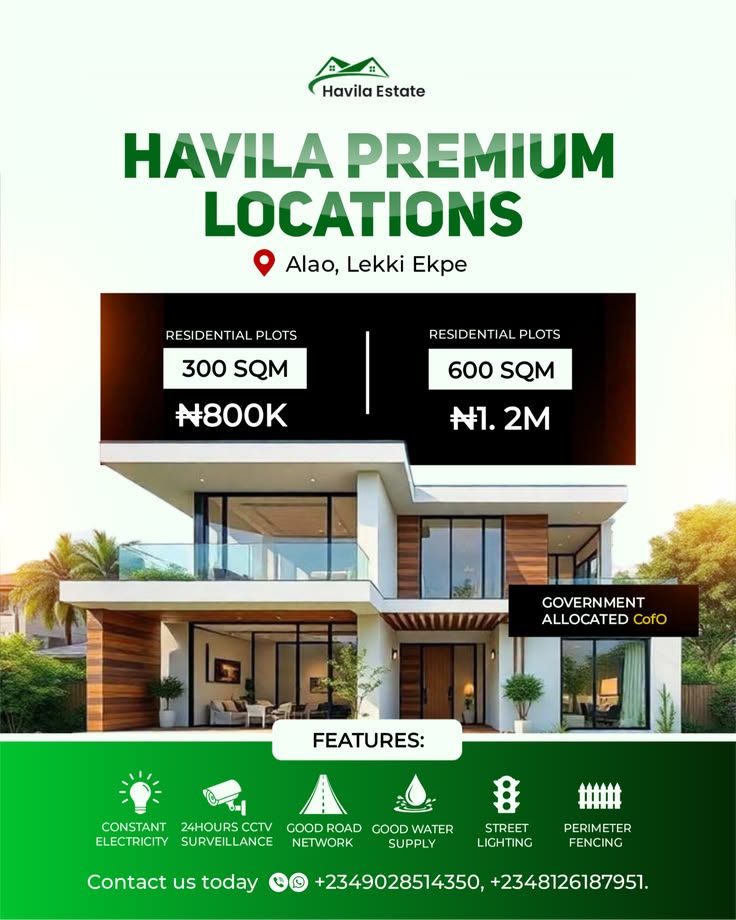 Havila Estate
HAVILA PREMIUM
LOCATIONS
Alao, Lekki Ekpe
RESIDENTIAL PLOTS
300 SQM
₦800K
RESIDENTIAL PLOTS
600 SQM
₦1. 2M
GOVERNMENT
ALLOCATED CofO
FEATURES:
CONSTANT
ELECTRICITY
24HOURS CCTV
SURVEILLANCE
GOOD ROAD
NETWORK
GOOD WATER
SUPPLY
STREET
LIGHTING
PERIMETER
FENCING
Contact us today +2349028514350, +2348126187951.